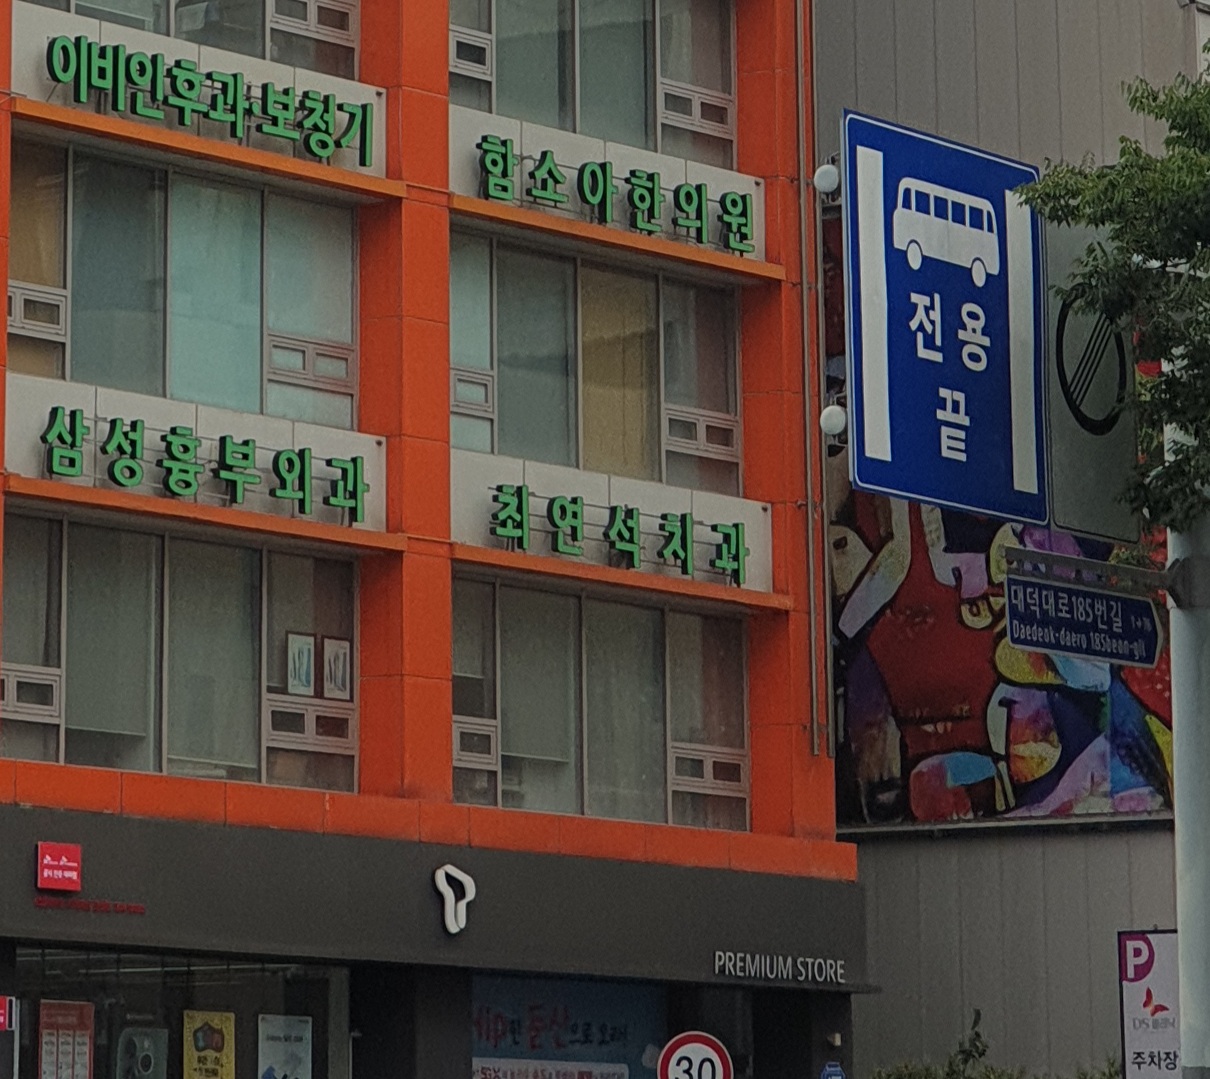 이비인후과·보청기
함소아한의원
삼성흉부외과
최연석치과
전용
끝
대덕대로185번길
Daedeok-daero 185beon-gil
PREMIUM STORE
30
P
주차장